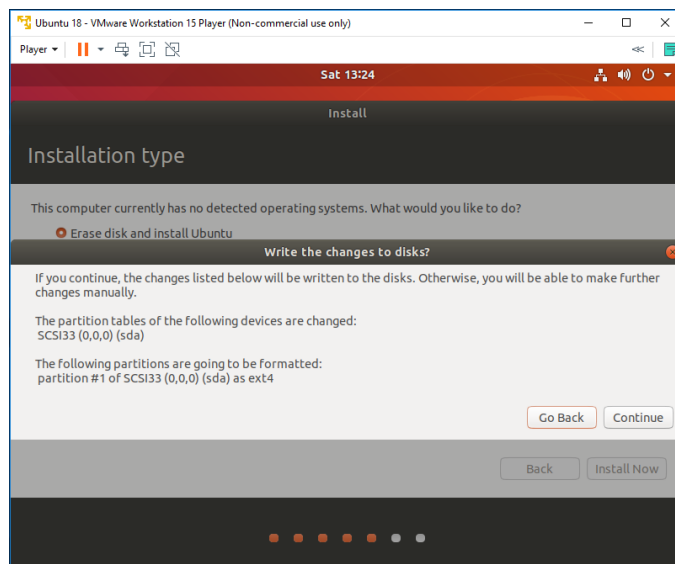 Ubuntu 18 - VMware Workstation 15 Player (Non-commercial use only)
Player
Sat 13:24
Install
Installation type
This computer currently has no detected operating systems. What would you like to do?
Erase disk and install Ubuntu
Write the changes to disks?
If you continue, the changes listed below will be written to the disks. Otherwise, you will be able to make further
changes manually.
The partition tables of the following devices are changed:
SCSI33 (0,0,0) (sda)
The following partitions are going to be formatted:
partition #1 of SCSI33 (0,0,0) (sda) as ext4
Go Back Continue
Back Install Now